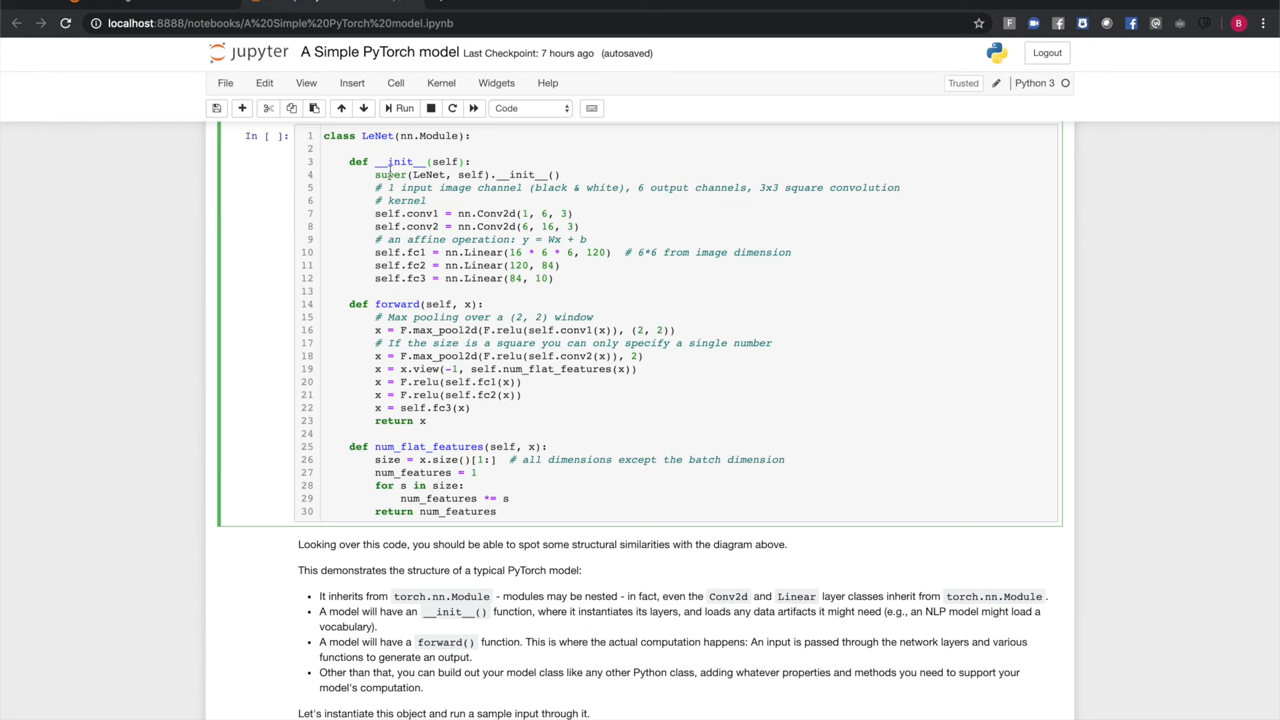 localhost:8888/notebooks/A%20Simple%20PyTorch%20model.ipynb
jupyter A Simple PyTorch model Last Checkpoint: 7 hours ago (autosaved)
Logout
File Edit View Insert Cell Kernel Widgets Help Trusted Python 3
Run Code
In [ ]:
1 class LeNet(nn.Module):
2
3     def __init__(self):
4         super(LeNet, self).__init__()
5         # 1 input image channel (black & white), 6 output channels, 3x3 square convolution
6         # kernel
7         self.conv1 = nn.Conv2d(1, 6, 3)
8         self.conv2 = nn.Conv2d(6, 16, 3)
9         # an affine operation: y = Wx + b
10         self.fc1 = nn.Linear(16 * 6 * 6, 120)  # 6*6 from image dimension
11         self.fc2 = nn.Linear(120, 84)
12         self.fc3 = nn.Linear(84, 10)
13
14     def forward(self, x):
15         # Max pooling over a (2, 2) window
16         x = F.max_pool2d(F.relu(self.conv1(x)), (2, 2))
17         # If the size is a square you can only specify a single number
18         x = F.max_pool2d(F.relu(self.conv2(x)), 2)
19         x = x.view(-1, self.num_flat_features(x))
20         x = F.relu(self.fc1(x))
21         x = F.relu(self.fc2(x))
22         x = self.fc3(x)
23         return x
24
25     def num_flat_features(self, x):
26         size = x.size()[1:]  # all dimensions except the batch dimension
27         num_features = 1
28         for s in size:
29             num_features *= s
30         return num_features
Looking over this code, you should be able to spot some structural similarities with the diagram above.
This demonstrates the structure of a typical PyTorch model:
• It inherits from torch.nn.Module - modules may be nested - in fact, even the Conv2d and Linear layer classes inherit from torch.nn.Module.
• A model will have an __init__() function, where it instantiates its layers, and loads any data artifacts it might need (e.g., an NLP model might load a
vocabulary).
• A model will have a forward() function. This is where the actual computation happens: An input is passed through the network layers and various
functions to generate an output.
• Other than that, you can build out your model class like any other Python class, adding whatever properties and methods you need to support your
model's computation.
Let's instantiate this object and run a sample input through it.